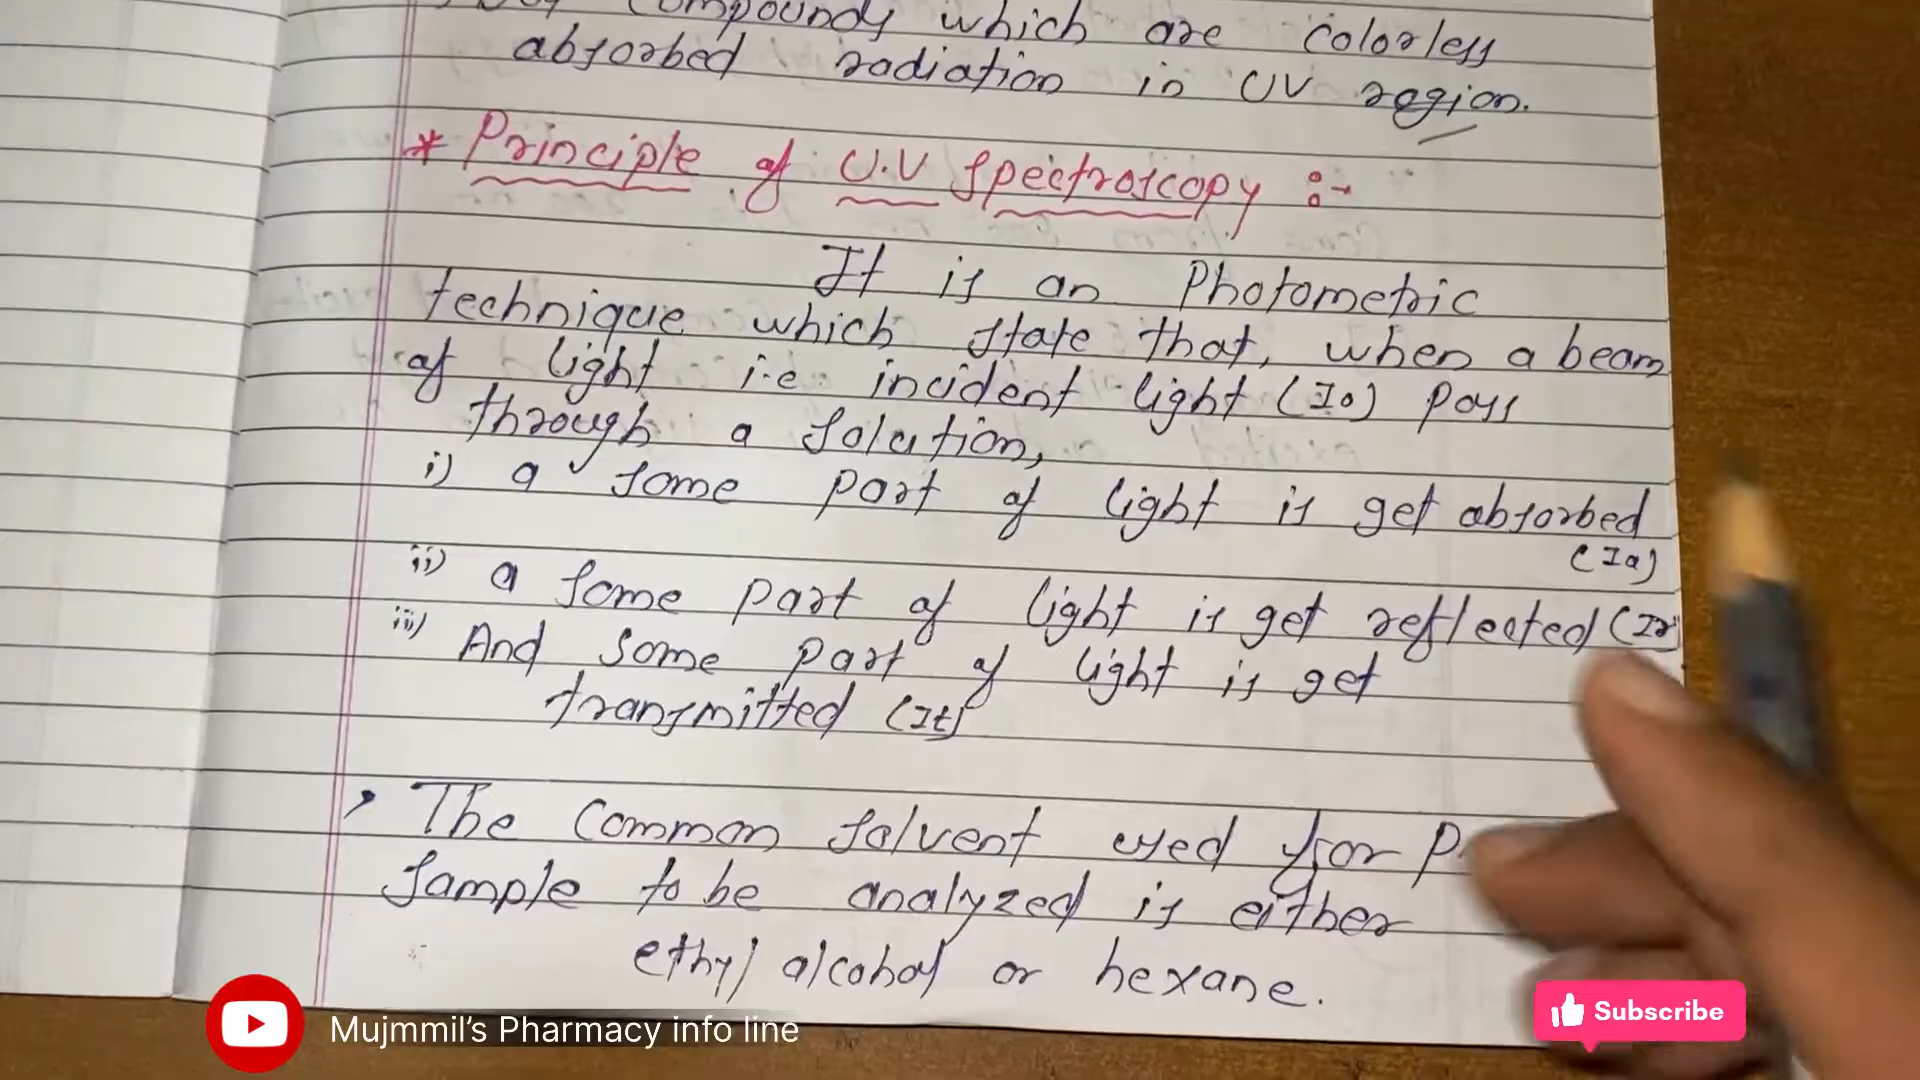 compounds which are colorless
absorbed radiation in UV region.
* Principle of U.V Spectroscopy :-
It is an Photometric
technique which state that, when a beam
of light i.e. incident light (Io) pass
through a solution,
i) a some part of light is get absorbed
(Ia)
ii) a some part of light is get reflected (Ir
iii) And some part of light is get
transmitted (It)
> The common solvent used for P
sample to be analyzed is either
ethyl alcohol or hexane.
Mujmmil's Pharmacy info line
Subscribe